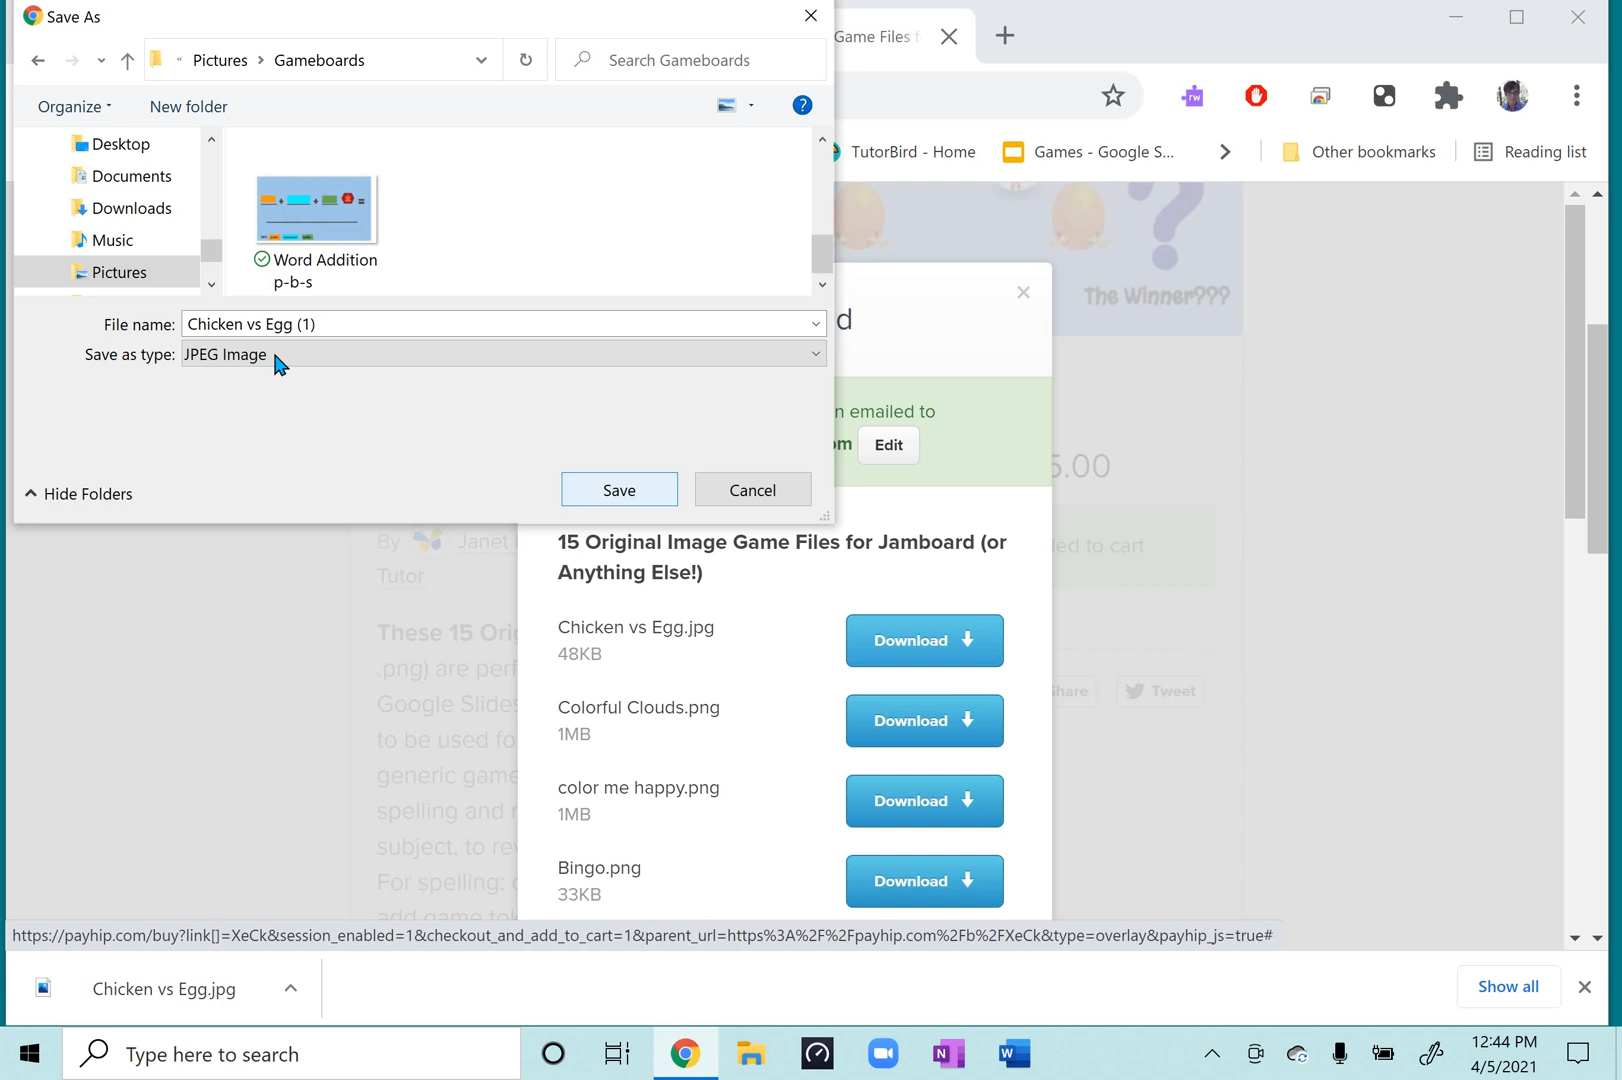 Save As
Game Files f
Pictures > Gameboards
Search Gameboards
Organize
New folder
Desktop
Documents
Downloads
Music
Pictures
Word Addition
p-b-s
TutorBird - Home
Games - Google S...
Other bookmarks
Reading list
The Winner???
File name: Chicken vs Egg (1)
Save as type: JPEG Image
Hide Folders
Save
Cancel
d
n emailed to
om
Edit
5.00
led to cart
By
Janet
Tutor
15 Original Image Game Files for Jamboard (or
Anything Else!)
These 15 Ori
.png) are perf
Google Slides
to be used fo
generic game
spelling and r
subject, to rev
For spelling: c
add game tok
Chicken vs Egg.jpg
48KB
Download
Colorful Clouds.png
1MB
Download
color me happy.png
1MB
Download
Bingo.png
33KB
Download
Share
Tweet
https://payhip.com/buy?link[]=XeCk&session_enabled=1&checkout_and_add_to_cart=1&parent_url=https%3A%2F%2Fpayhip.com%2Fb%2FXeCk&type=overlay&payhip_js=true#
Chicken vs Egg.jpg
Show all
Type here to search
12:44 PM
4/5/2021